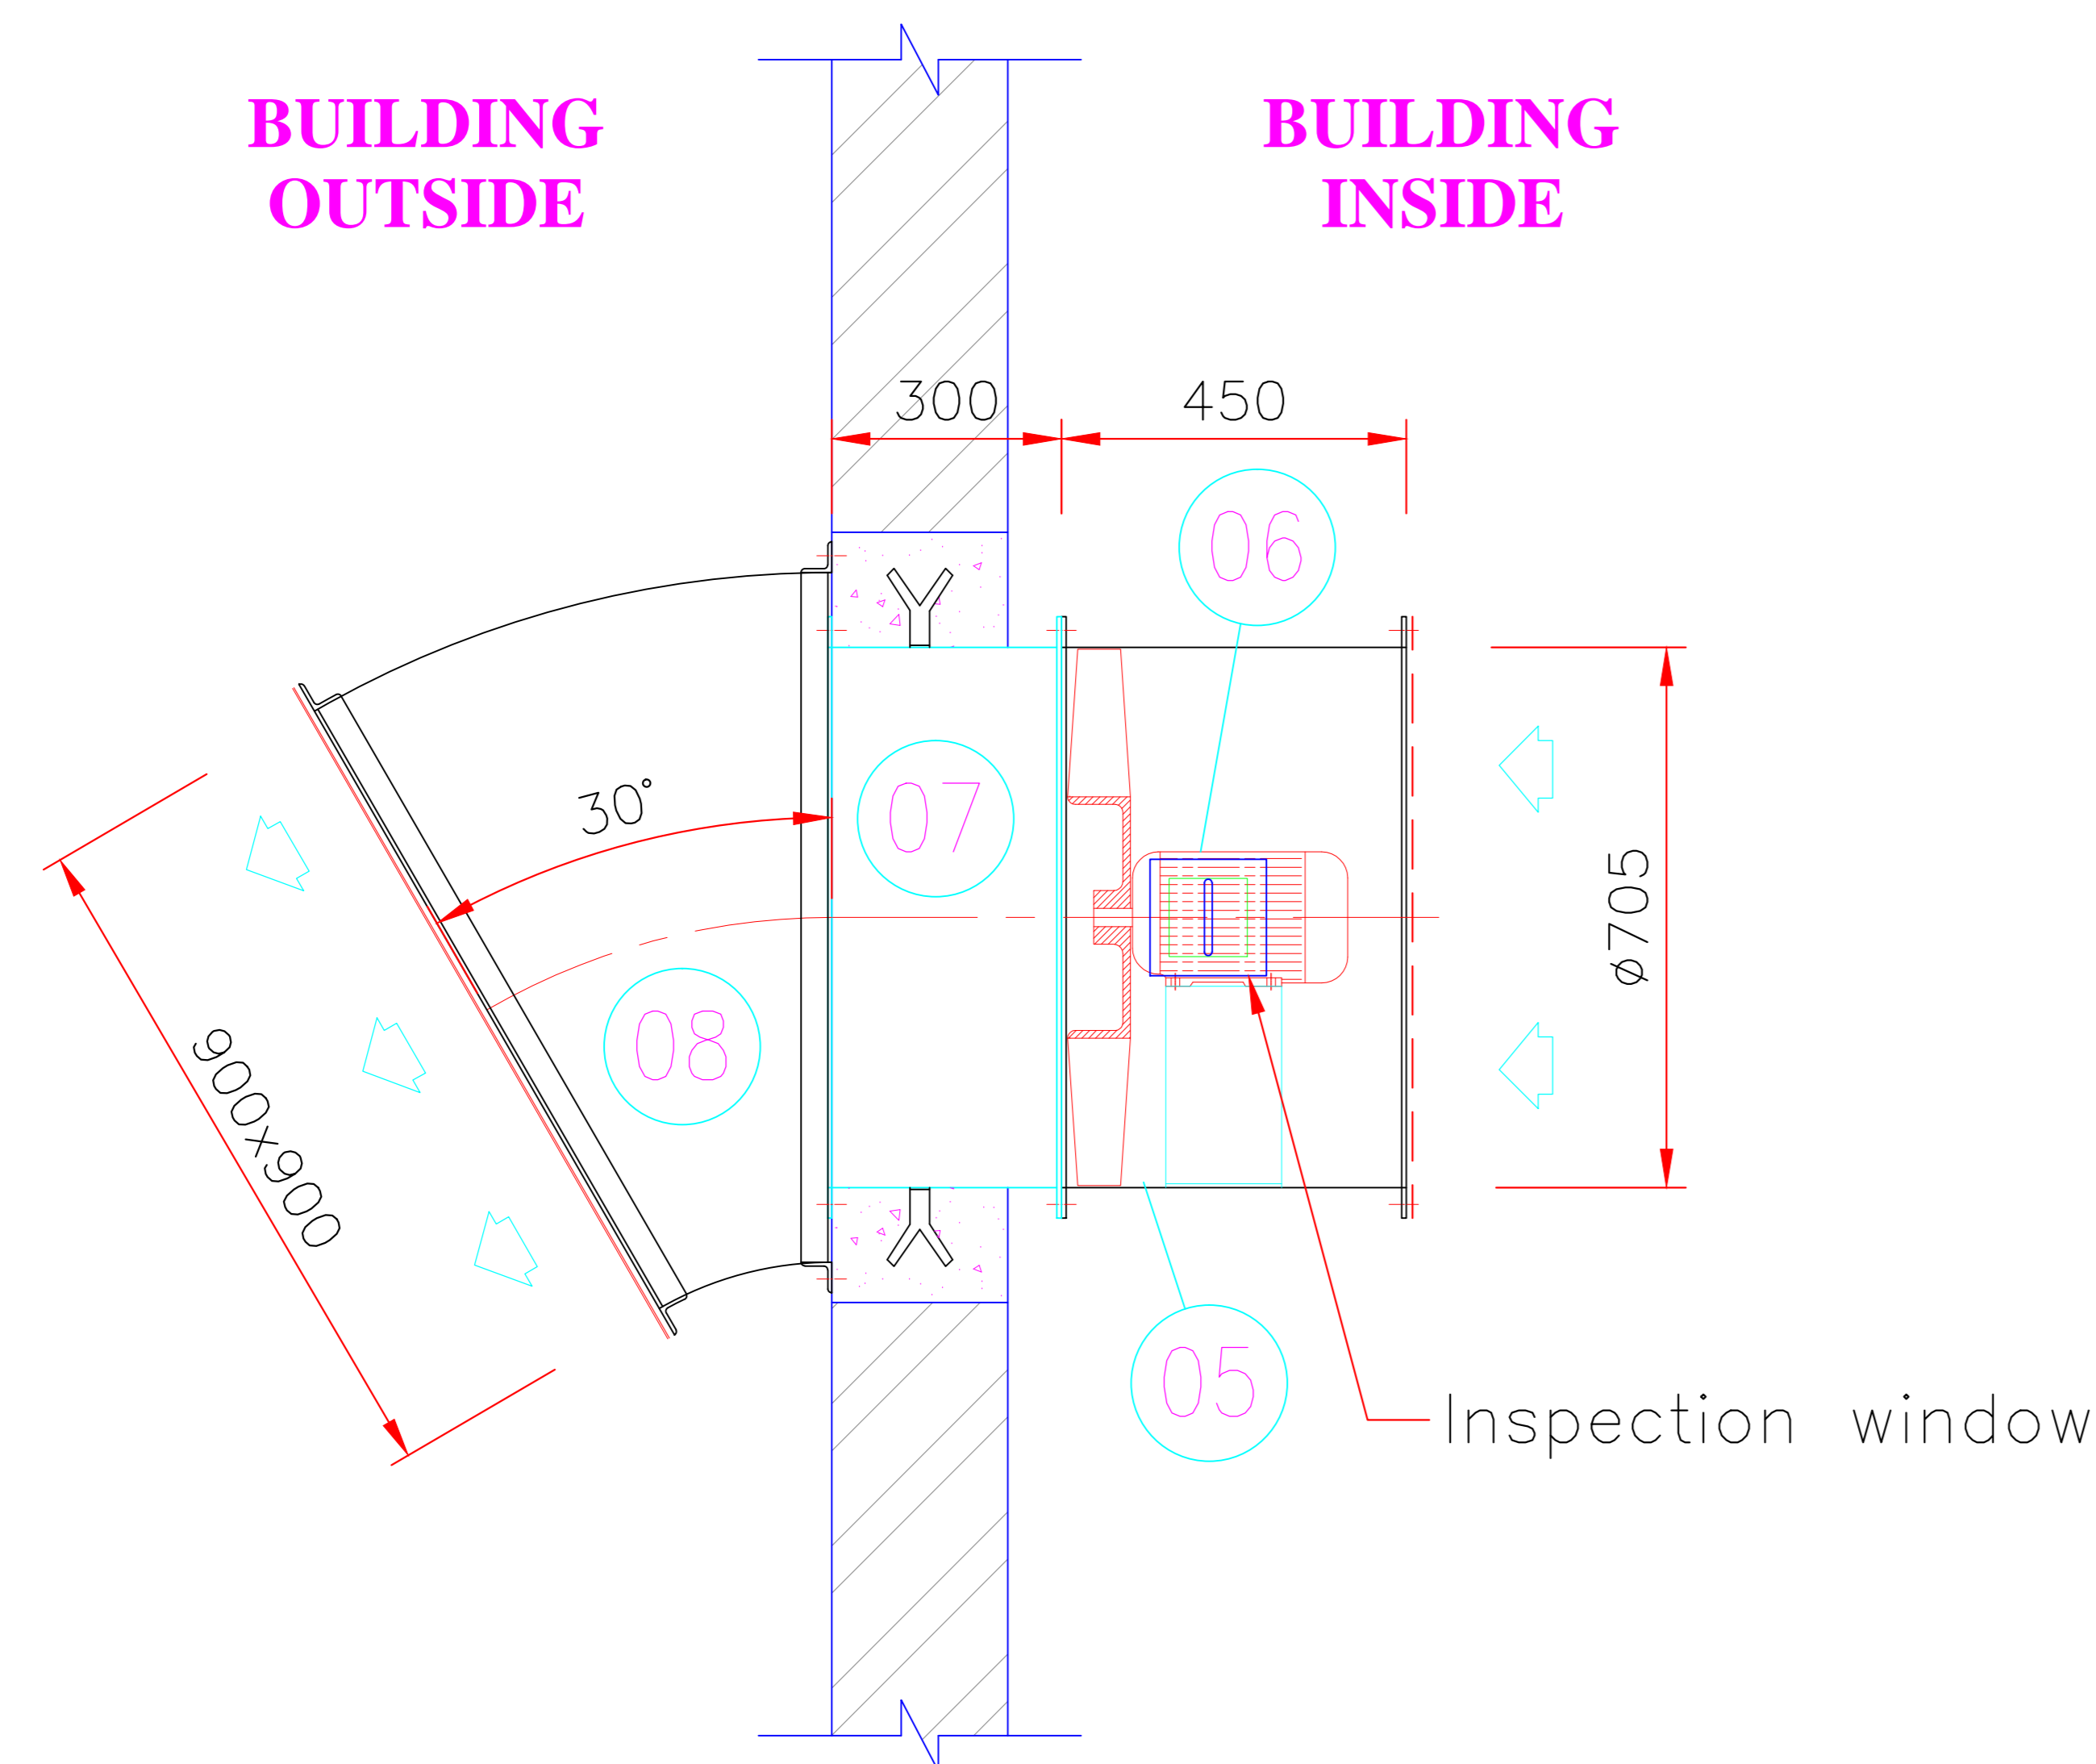 BUILDING
OUTSIDE
BUILDING
INSIDE
300
450
06
07
30°
ø705
08
900x900
05
Inspection window